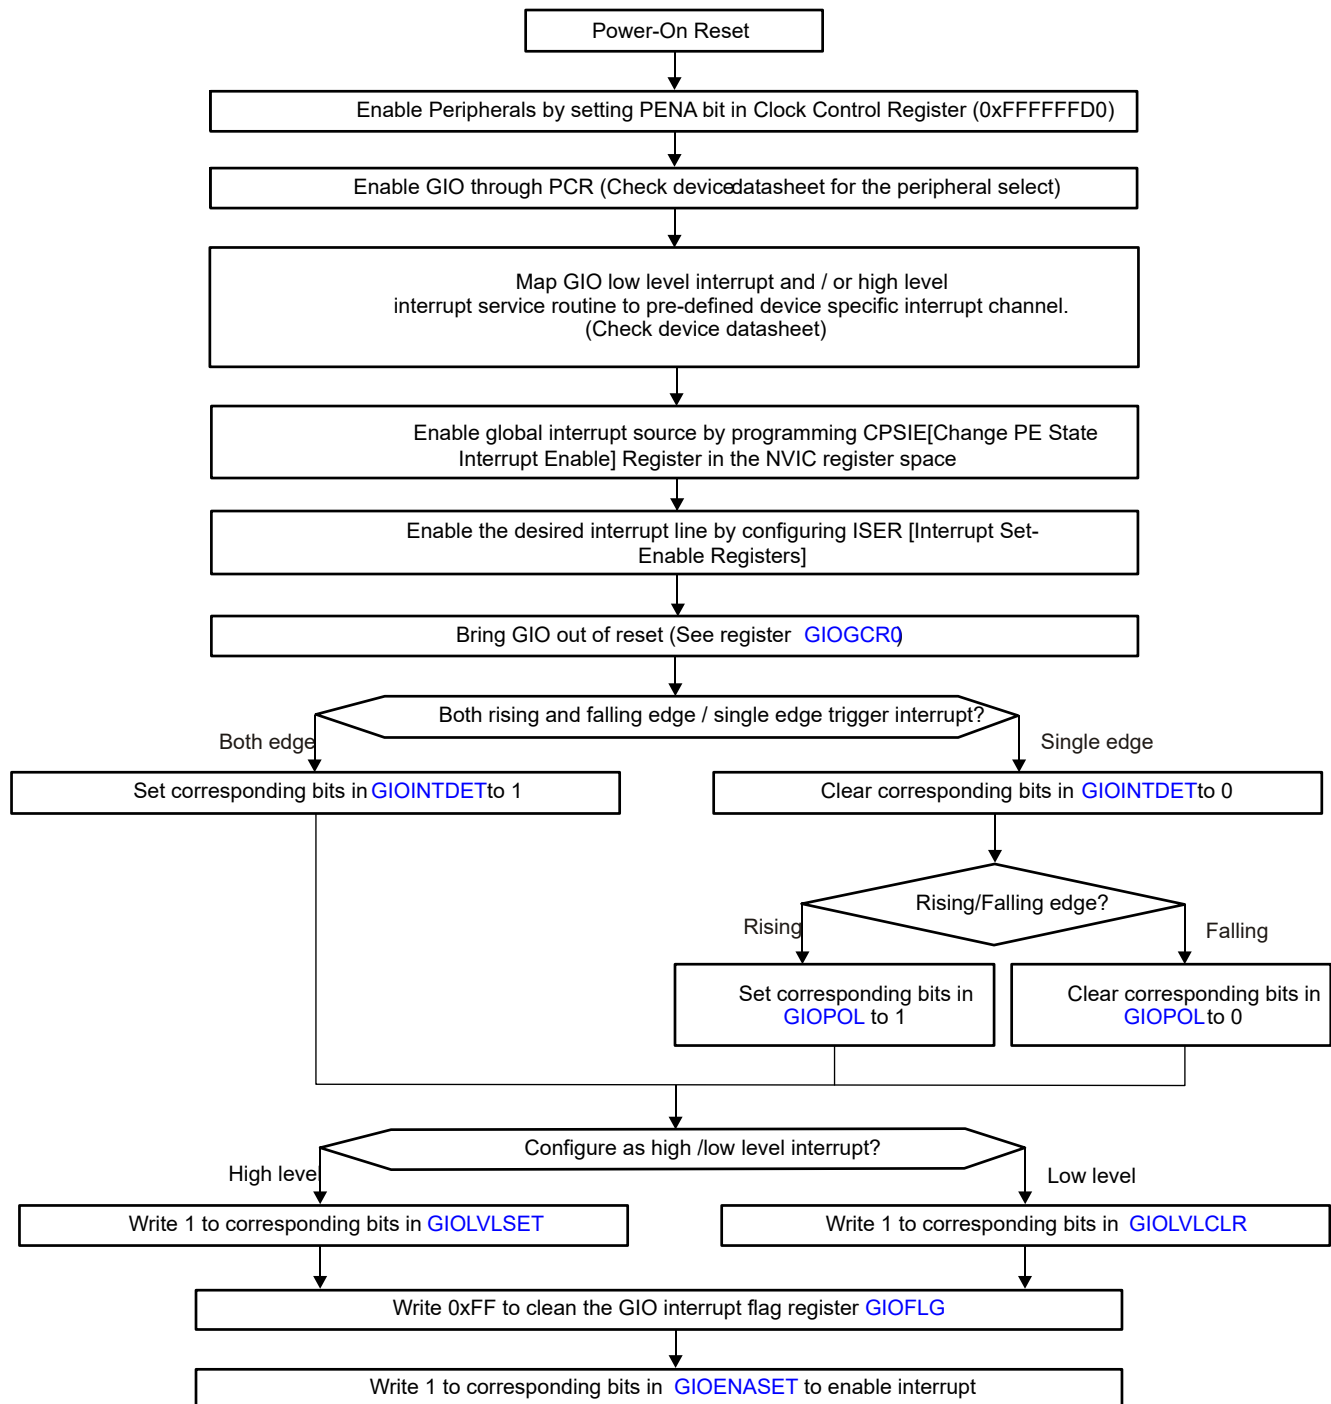 Power-On Reset
Enable Peripherals by setting PENA bit in Clock Control Register (0xFFFFFFD0)
Enable GIO through PCR (Check devicedatasheet for the peripheral select)
Map GIO low level interrupt and / or high level
interrupt service routine to pre-defined device specific interrupt channel.
(Check device datasheet)
Enable global interrupt source by programming CPSIE[Change PE State
Interrupt Enable] Register in the NVIC register space
Enable the desired interrupt line by configuring ISER [Interrupt Set-
Enable Registers]
Bring GIO out of reset (See register GIOGCR0)
Both rising and falling edge / single edge trigger interrupt?
Both edge
Single edge
Set corresponding bits in GIOINTDET to 1
Clear corresponding bits in GIOINTDET to 0
Rising/Falling edge?
Rising
Falling
Set corresponding bits in
GIOPOL to 1
Clear corresponding bits in
GIOPOL to 0
Configure as high /low level interrupt?
High level
Low level
Write 1 to corresponding bits in GIOLVLSET
Write 1 to corresponding bits in GIOLVLCLR
Write 0xFF to clean the GIO interrupt flag register GIOFLG
Write 1 to corresponding bits in GIOENASET to enable interrupt